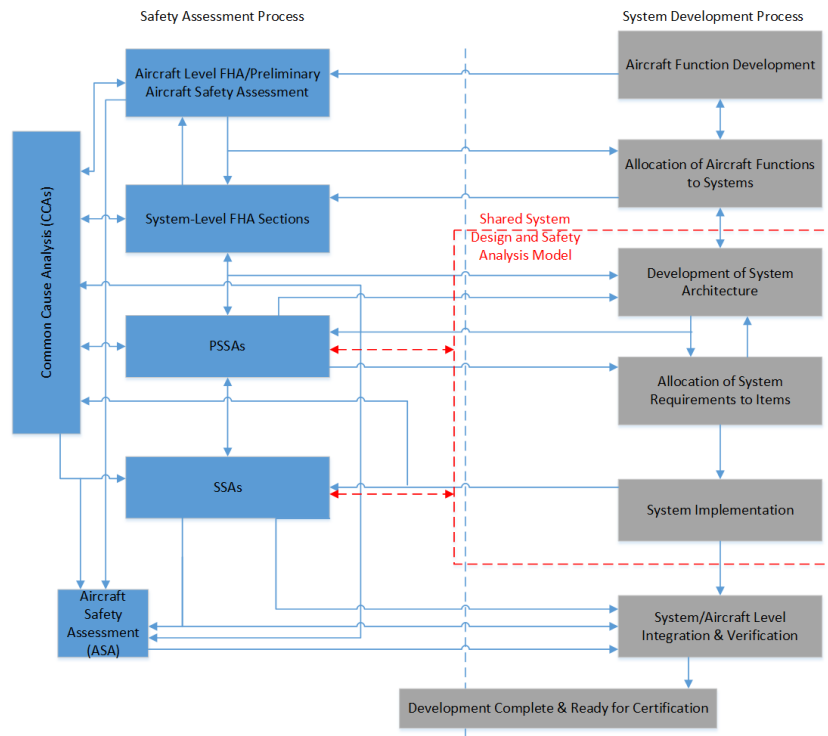 Safety Assessment Process
System Development Process
Aircraft Level FHA/Preliminary
Aircraft Safety Assessment
Aircraft Function Development
Common Cause Analysis (CCAs)
Allocation of Aircraft Functions
to Systems
System-Level FHA Sections
Shared System
Design and Safety
Analysis Model
Development of System
Architecture
PSSAs
Allocation of System
Requirements to Items
SSAs
System Implementation
Aircraft
Safety
Assessment
(ASA)
System/Aircraft Level
Integration & Verification
Development Complete & Ready for Certification